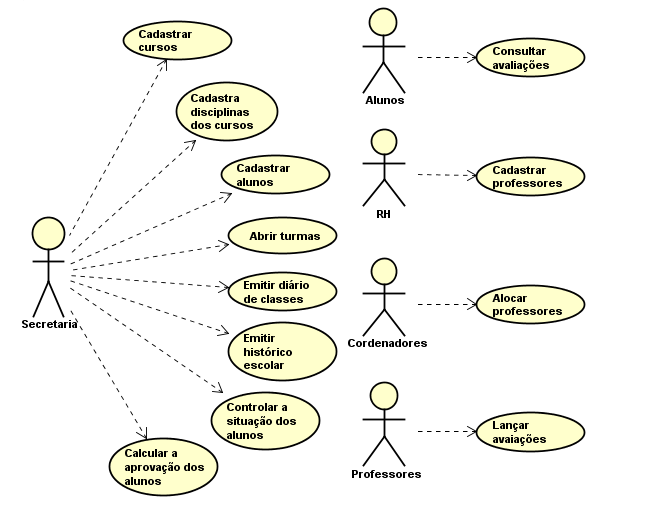 Cadastrar
cursos
Cadastra
disciplinas
dos cursos
Cadastrar
alunos
Abrir turmas
Emitir diário
de classes
Emitir
histórico
escolar
Controlar a
situação dos
alunos
Calcular a
aprovação dos
alunos
Secretaria
Alunos
Consultar
avaliações
RH
Cadastrar
professores
Cordenadores
Alocar
professores
Professores
Lançar
avaiações